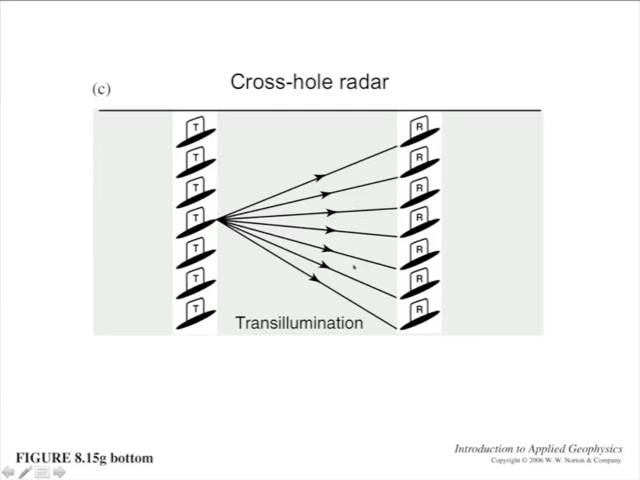 Cross-hole radar
(c)
T R
T R
T R
T R
T R
T R
T R
Transillumination
FIGURE 8.15g bottom
Introduction to Applied Geophysics
Copyright © 2006 W. W. Norton & Company